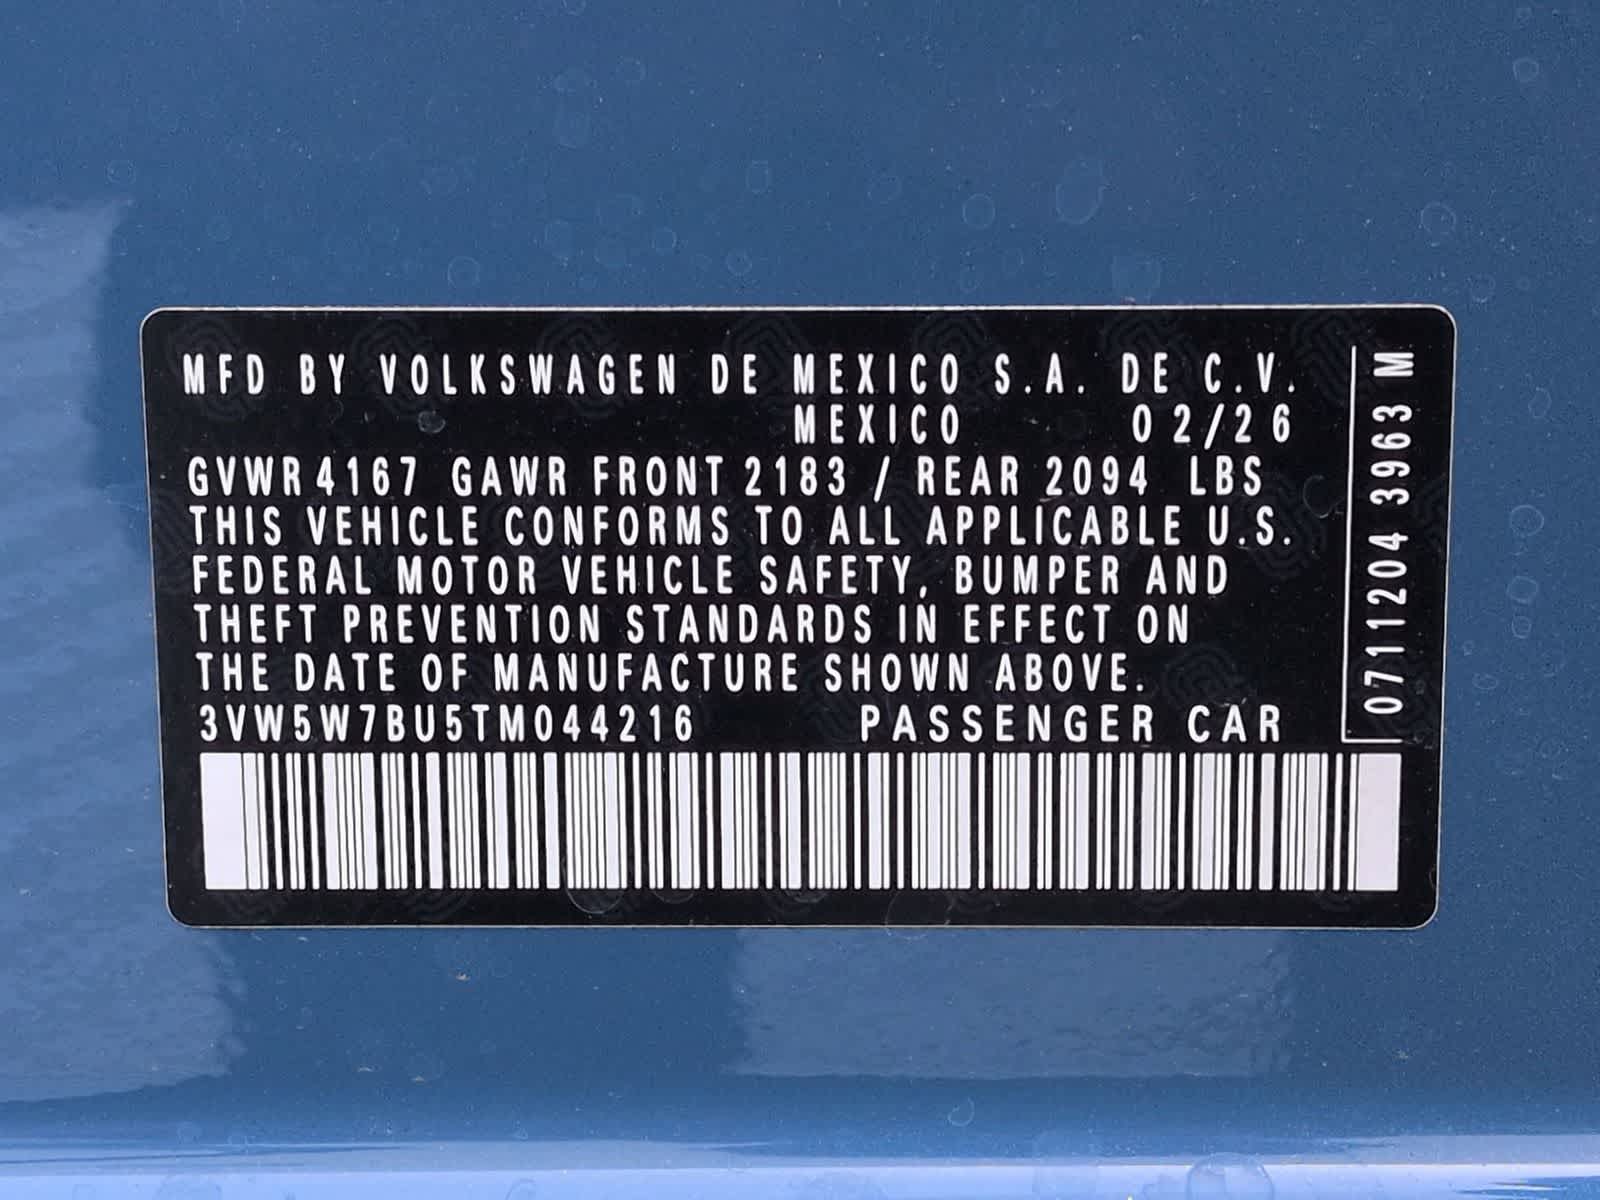 MFD BY VOLKSWAGEN DE MEXICO S.A. DE C.V.
MEXICO 02/26
GVWR 4167 GAWR FRONT 2183 / REAR 2094 LBS
THIS VEHICLE CONFORMS TO ALL APPLICABLE U.S.
FEDERAL MOTOR VEHICLE SAFETY, BUMPER AND
THEFT PREVENTION STANDARDS IN EFFECT ON
THE DATE OF MANUFACTURE SHOWN ABOVE.
3VW5W7BU5TM044216 PASSENGER CAR
0711204 3963 M